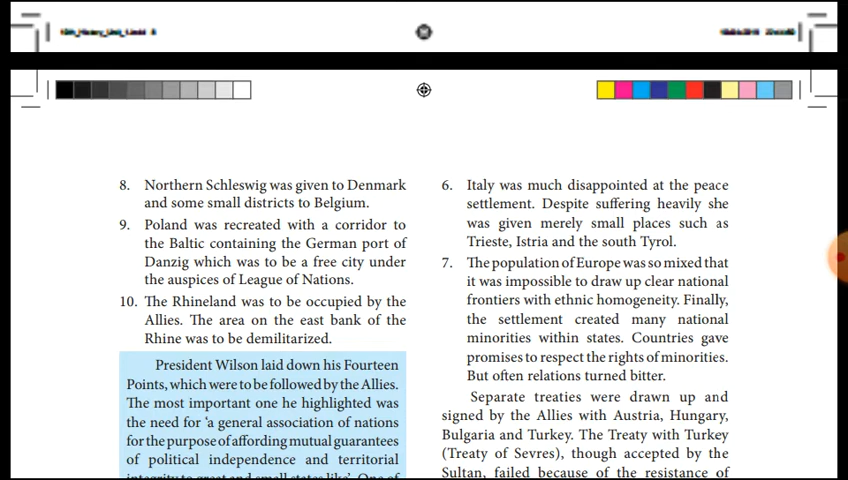 8. Northern Schleswig was given to Denmark
and some small districts to Belgium.
9. Poland was recreated with a corridor to
the Baltic containing the German port of
Danzig which was to be a free city under
the auspices of League of Nations.
10. The Rhineland was to be occupied by the
Allies. The area on the east bank of the
Rhine was to be demilitarized.
President Wilson laid down his Fourteen
Points, which were to be followed by the Allies.
The most important one he highlighted was
the need for ‘a general association of nations
for the purpose of affording mutual guarantees
of political independence and territorial
integrity to great and small states like’. One of
6. Italy was much disappointed at the peace
settlement. Despite suffering heavily she
was given merely small places such as
Trieste, Istria and the south Tyrol.
7. The population of Europe was so mixed that
it was impossible to draw up clear national
frontiers with ethnic homogeneity. Finally,
the settlement created many national
minorities within states. Countries gave
promises to respect the rights of minorities.
But often relations turned bitter.
Separate treaties were drawn up and
signed by the Allies with Austria, Hungary,
Bulgaria and Turkey. The Treaty with Turkey
(Treaty of Sevres), though accepted by the
Sultan, failed because of the resistance of